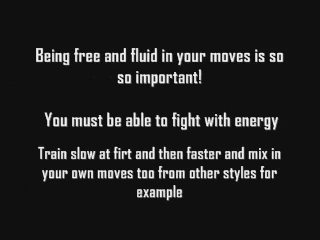 Being free and fluid in your moves is so
so important!
You must be able to fight with energy
Train slow at firt and then faster and mix in
your own moves too from other styles for
example